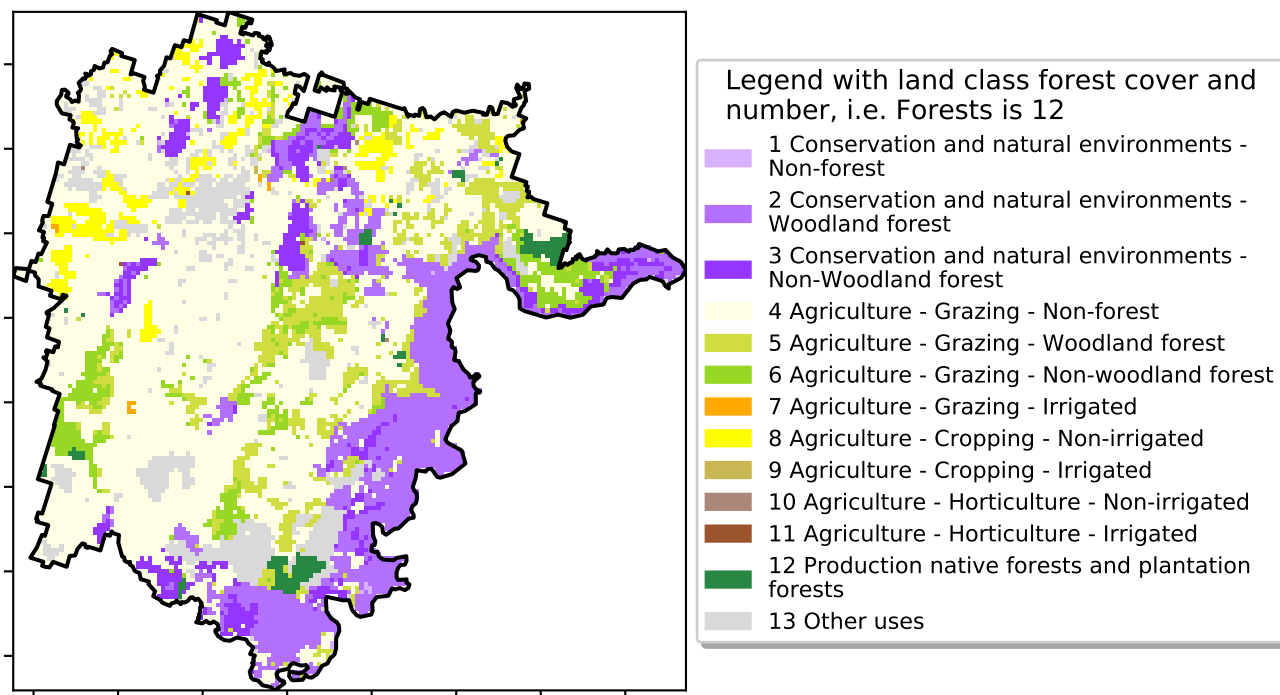 Legend with land class forest cover and
number, i.e. Forests is 12
1 Conservation and natural environments -
Non-forest
2 Conservation and natural environments -
Woodland forest
3 Conservation and natural environments -
Non-Woodland forest
4 Agriculture - Grazing - Non-forest
5 Agriculture - Grazing - Woodland forest
6 Agriculture - Grazing - Non-woodland forest
7 Agriculture - Grazing - Irrigated
8 Agriculture - Cropping - Non-irrigated
9 Agriculture - Cropping - Irrigated
10 Agriculture - Horticulture - Non-irrigated
11 Agriculture - Horticulture - Irrigated
12 Production native forests and plantation
forests
13 Other uses